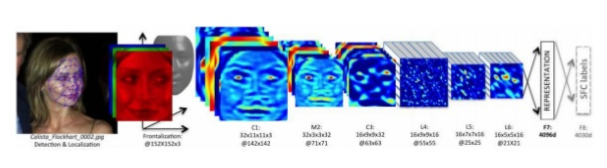 Calista_Flockhart_0002.jpg
Detection & Localization
Frontalization:
@152X152x3
C1:
32x11x11x3
@142x142
M2:
32x3x3x32
@71x71
C3:
16x9x9x32
@63x63
L4:
16x9x9x16
@55x55
L5:
16x7x7x16
@25x25
L6:
16x5x5x16
@21X21
REPRESENTATION
F7:
4096d
SFC labels
F8:
4030d